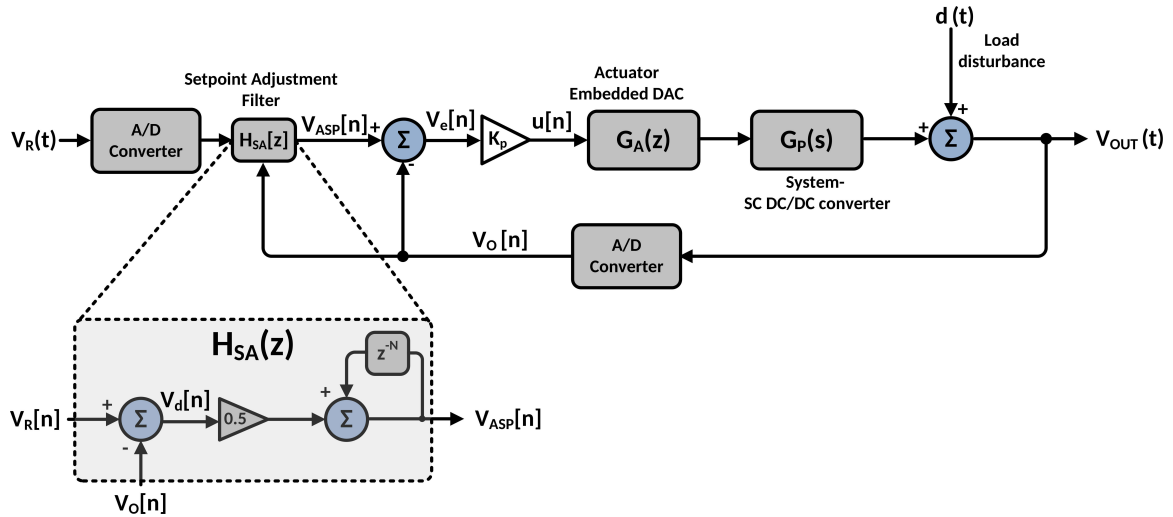 d (t)
Load
disturbance
Setpoint Adjustment
Filter
Actuator
Embedded DAC
V_R(t)
A/D
Converter
H_SA[z]
V_ASP[n]
+
Σ
-
V_e[n]
K_p
u[n]
G_A(z)
G_P(s)
System-
SC DC/DC converter
+
+
Σ
V_OUT (t)
V_O [n]
A/D
Converter
H_SA(z)
z^-N
V_R[n]
+
Σ
-
V_d[n]
0.5
+
Σ
V_ASP[n]
V_O[n]